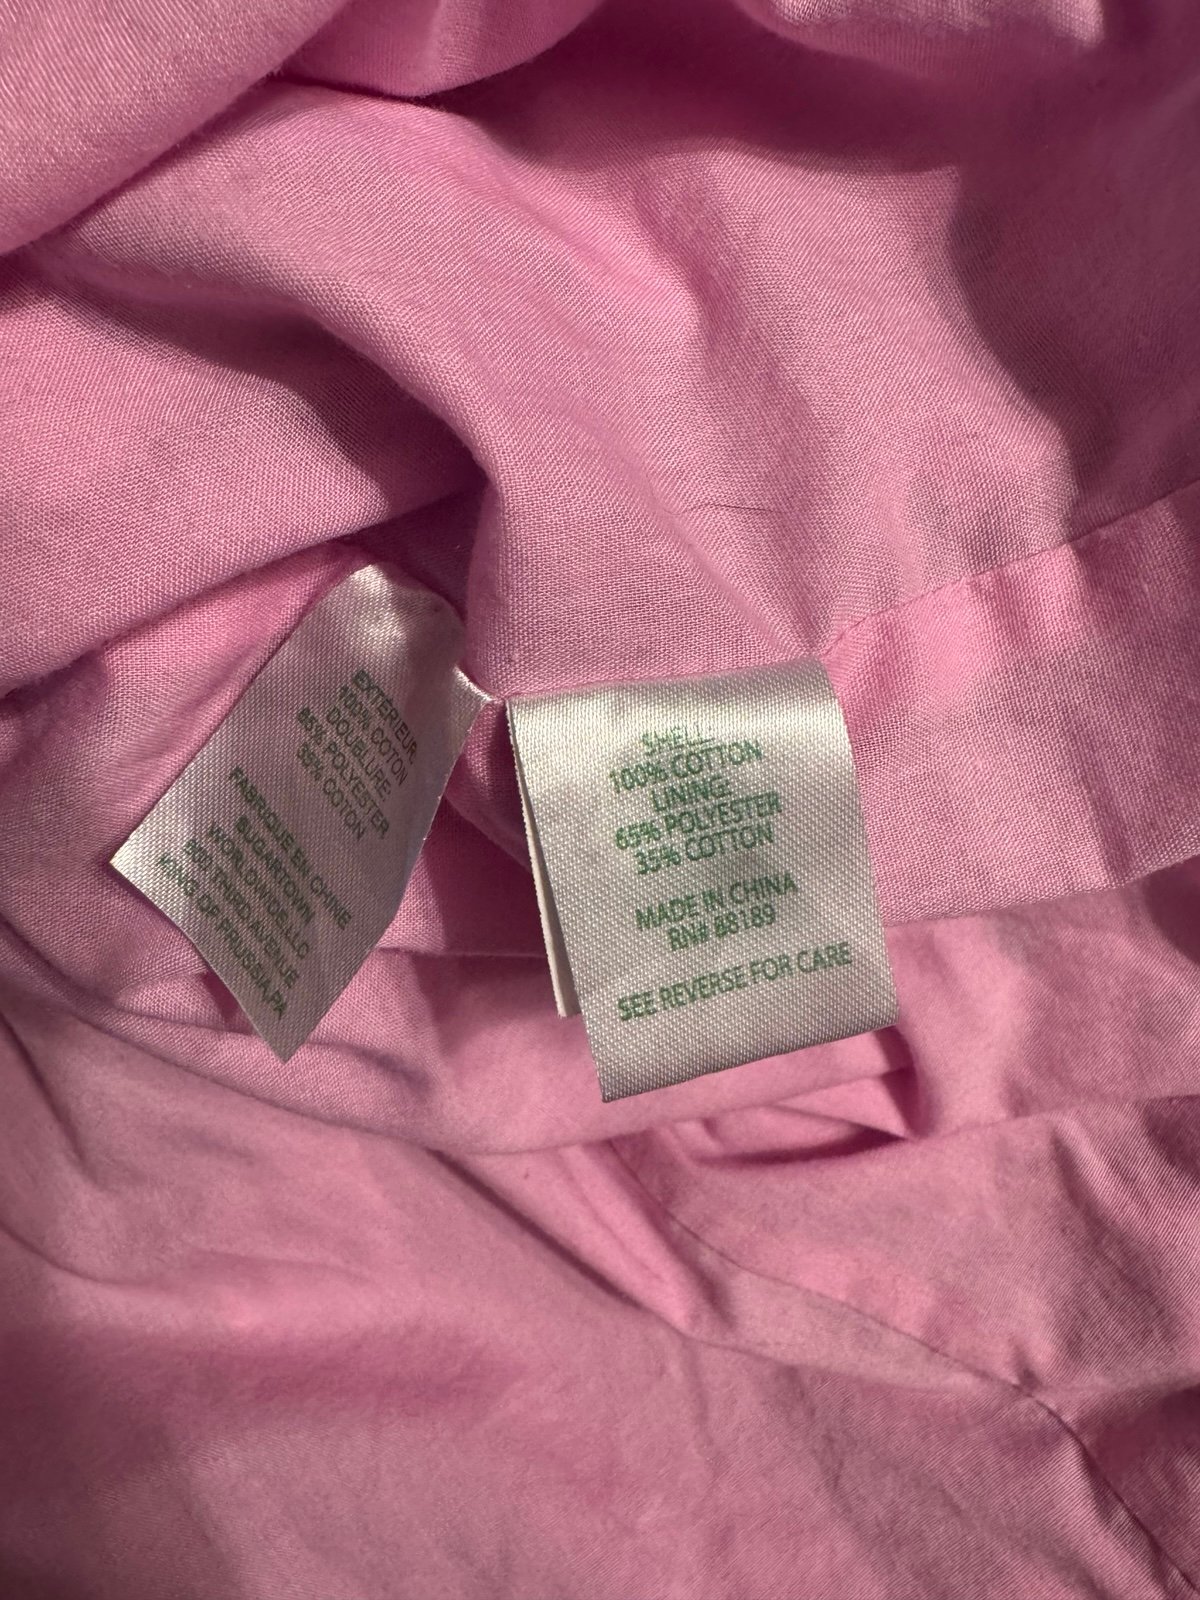 EXTERIEUR:
100% COTON
DOUBLURE:
65% POLYESTER
35% COTON
FABRIQUE EN CHINE
SUGARTOWN
WORLDWIDE, LLC
800 THIRD AVENUE
KING OF PRUSSIA, PA
SHELL
100% COTTON
LINING:
65% POLYESTER
35% COTTON
MADE IN CHINA
RN# 88189
SEE REVERSE FOR CARE